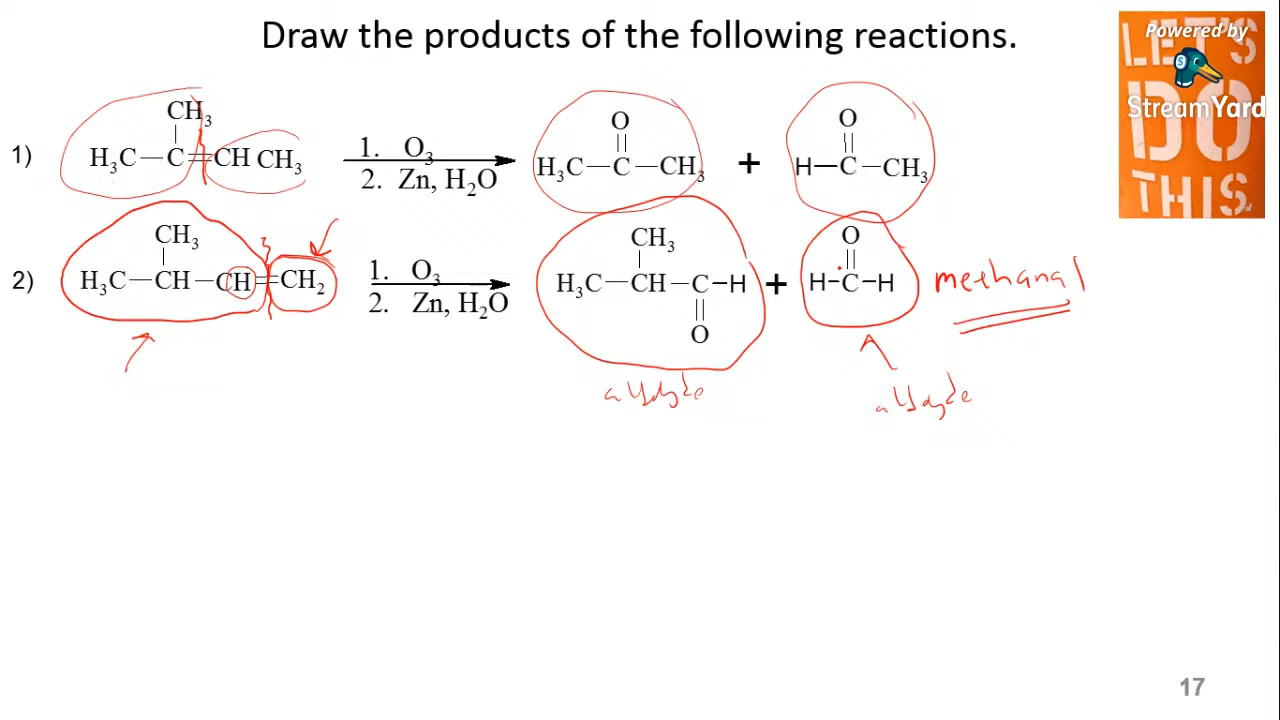 Draw the products of the following reactions.
Powered by
StreamYard
LET'S
DO
THIS.
1)
CH₃
H₃C—C=CH CH₃
1. O₃
2. Zn, H₂O
O
H₃C—C—CH₃
+
O
H—C—CH₃
2)
CH₃
H₃C—CH—CH=CH₂
1. O₃
2. Zn, H₂O
CH₃
H₃C—CH—C—H
O
+
O
H—C—H
methanal
aldhyde
aldhyde
17